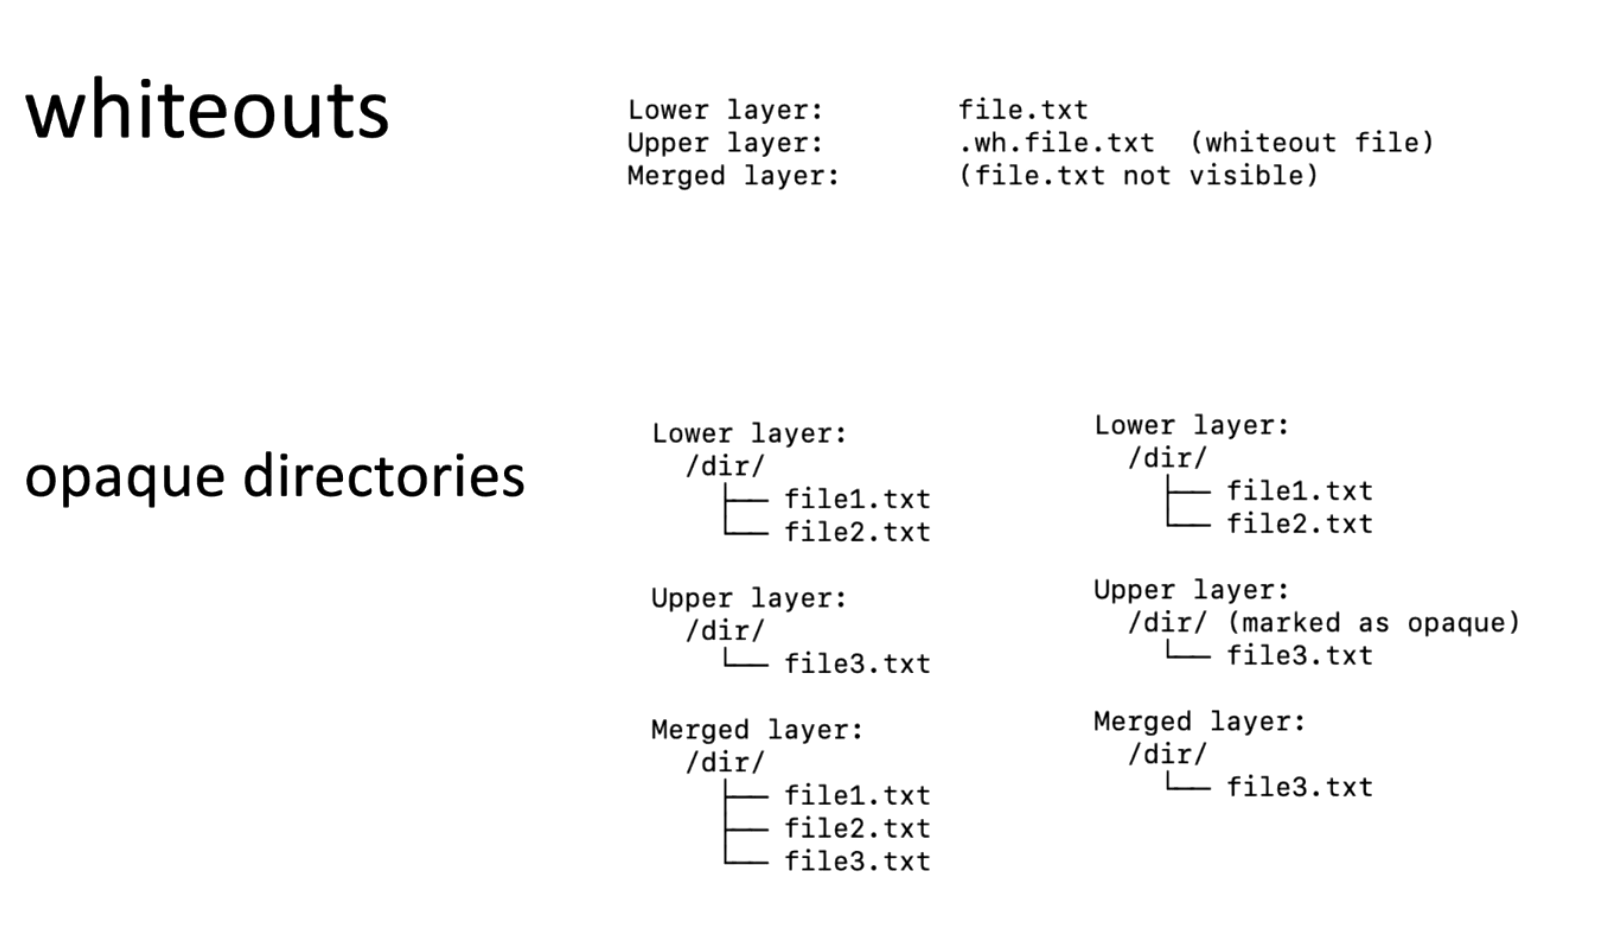 whiteouts
Lower layer: file.txt
Upper layer: .wh.file.txt (whiteout file)
Merged layer: (file.txt not visible)
opaque directories
Lower layer:
/dir/
├── file1.txt
└── file2.txt
Upper layer:
/dir/
└── file3.txt
Merged layer:
/dir/
├── file1.txt
├── file2.txt
└── file3.txt
Lower layer:
/dir/
├── file1.txt
└── file2.txt
Upper layer:
/dir/ (marked as opaque)
└── file3.txt
Merged layer:
/dir/
└── file3.txt